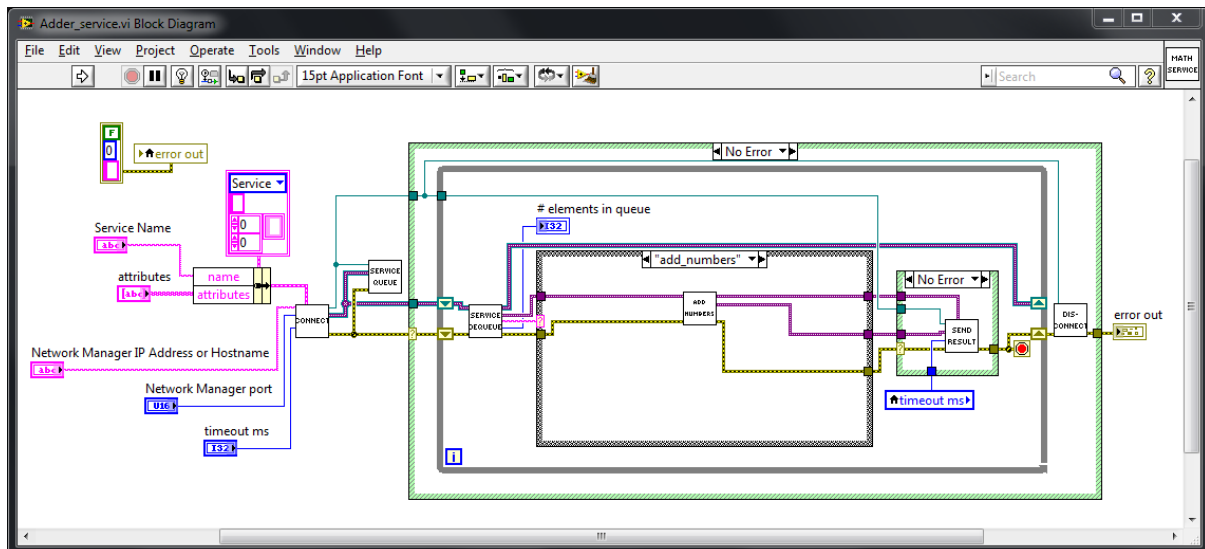 Adder_service.vi Block Diagram
File Edit View Project Operate Tools Window Help
15pt Application Font
Search
MATH
SERVICE
F
0
error out
Service
0
0
Service Name
abc
attributes
[abc]
name
attributes
CONNECT
Network Manager IP Address or Hostname
abc
Network Manager port
U16
timeout ms
I32
SERVICE
QUEUE
No Error
# elements in queue
I32
SERVICE
DEQUEUE
"add_numbers"
ADD
NUMBERS
No Error
SEND
RESULT
timeout ms
DIS-
CONNECT
error out
i